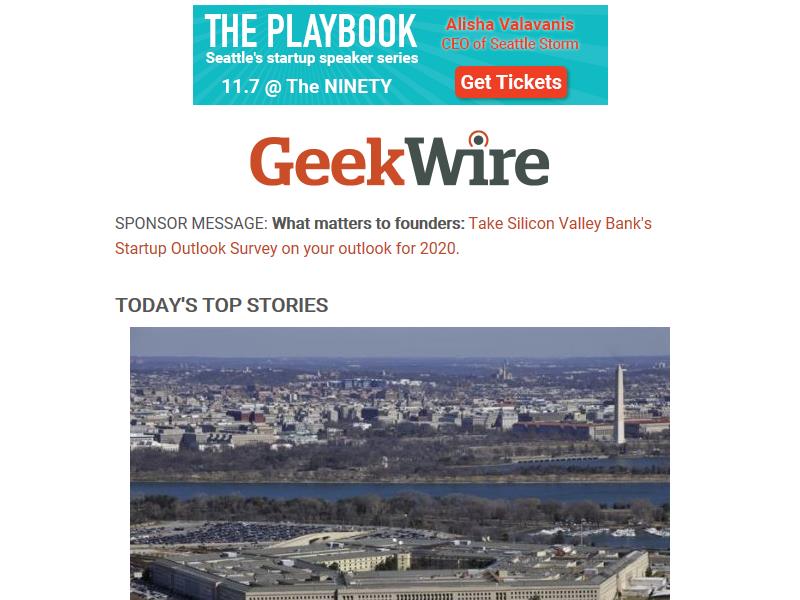 THE PLAYBOOK
Seattle's startup speaker series
11.7 @ The NINETY
Alisha Valavanis
CEO of Seattle Storm
Get Tickets
GeekWire
SPONSOR MESSAGE: What matters to founders: Take Silicon Valley Bank's
Startup Outlook Survey on your outlook for 2020.
TODAY'S TOP STORIES